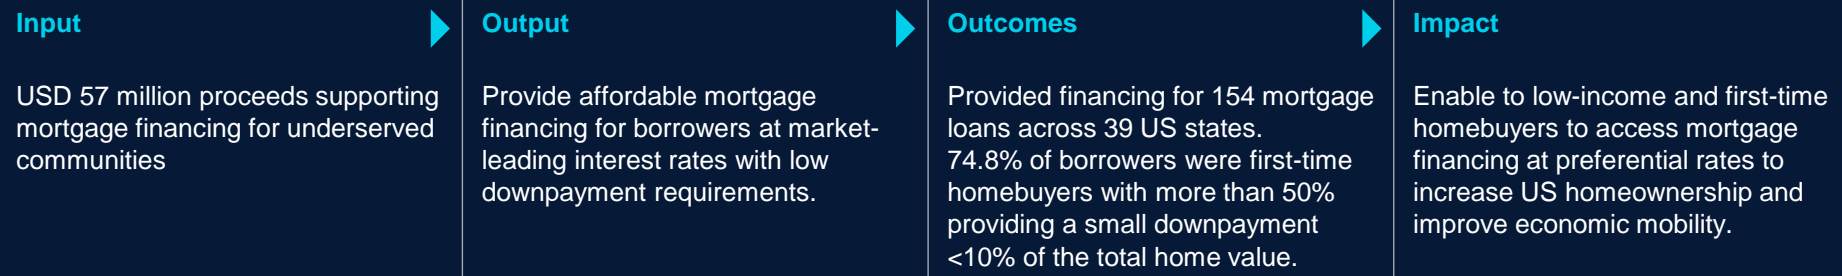 Input
USD 57 million proceeds supporting
mortgage financing for underserved
communities
Output
Provide affordable mortgage
financing for borrowers at market-
leading interest rates with low
downpayment requirements.
Outcomes
Provided financing for 154 mortgage
loans across 39 US states.
74.8% of borrowers were first-time
homebuyers with more than 50%
providing a small downpayment
<10% of the total home value.
Impact
Enable to low-income and first-time
homebuyers to access mortgage
financing at preferential rates to
increase US homeownership and
improve economic mobility.